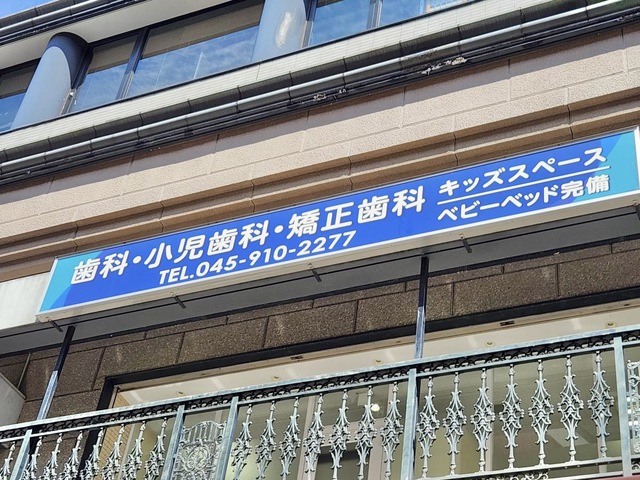 歯科・小児歯科・矯正歯科
TEL.045-910-2277
キッズスペース
ベビーベッド完備